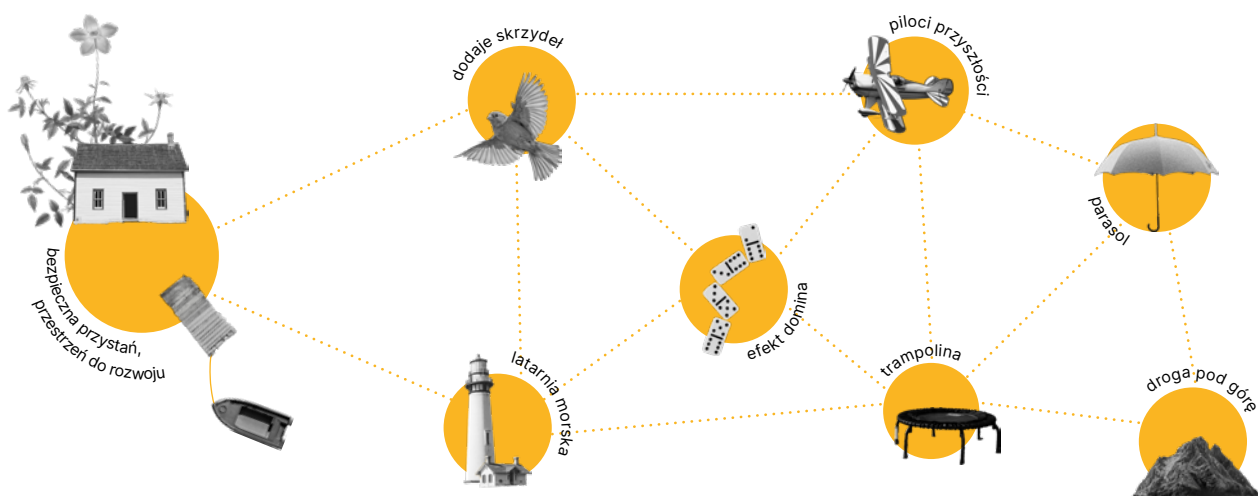 dodaje skrzydeł
piloci przyszłości
parasol
bezpieczna przystań,
przestrzeń do rozwoju
efekt domina
latarnia morska
trampolina
droga pod górę